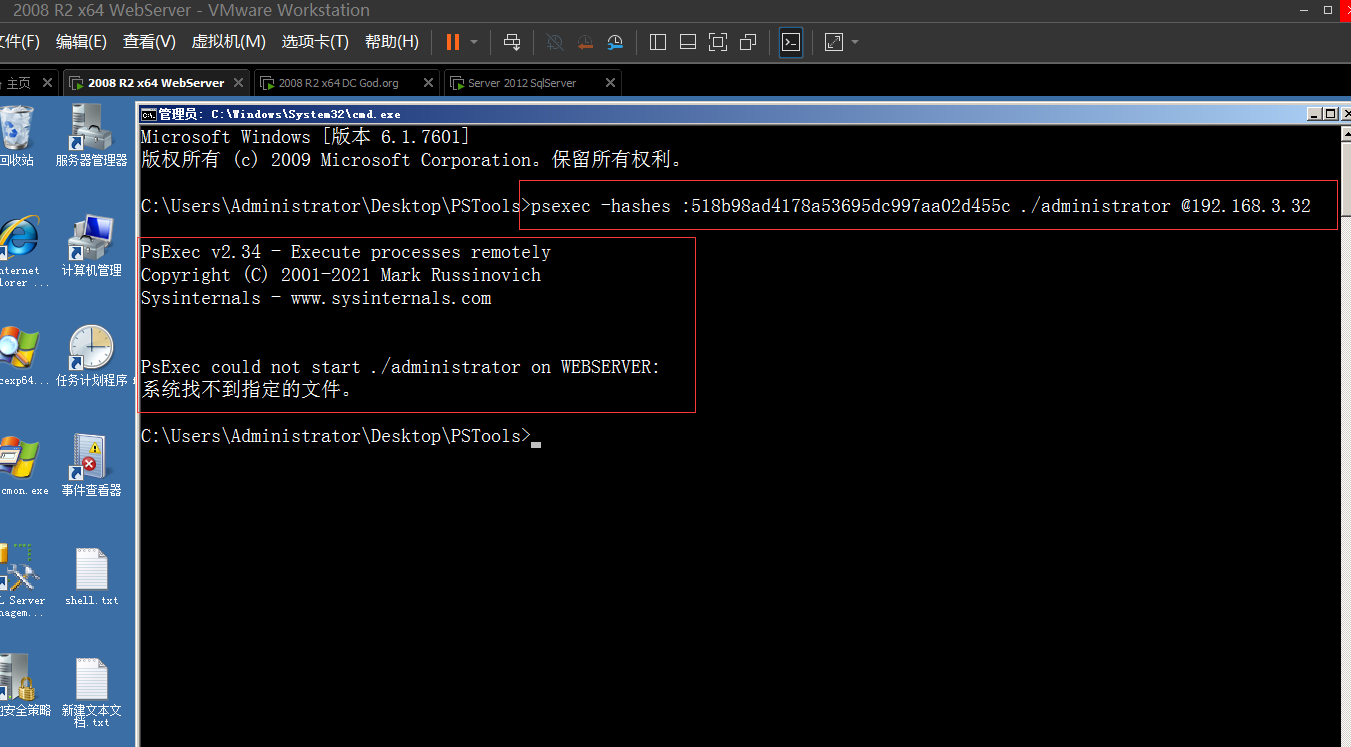 2008 R2 x64 WebServer - VMware Workstation
文件(F) 编辑(E) 查看(V) 虚拟机(M) 选项卡(T) 帮助(H)
主页 2008 R2 x64 WebServer 2008 R2 x64 DC God.org Server 2012 SqlServer
回收站
服务器管理器
nternet
lorer ...
计算机管理
cexp64...
任务计划程序
cmon.exe
事件查看器
L Server
nagem...
shell.txt
安全策略
新建文本文
档.txt
管理员: C:\Windows\System32\cmd.exe
Microsoft Windows [版本 6.1.7601]
版权所有 (c) 2009 Microsoft Corporation。保留所有权利。
C:\Users\Administrator\Desktop\PSTools>psexec -hashes :518b98ad4178a53695dc997aa02d455c ./administrator @192.168.3.32
PsExec v2.34 - Execute processes remotely
Copyright (C) 2001-2021 Mark Russinovich
Sysinternals - www.sysinternals.com
PsExec could not start ./administrator on WEBSERVER:
系统找不到指定的文件。
C:\Users\Administrator\Desktop\PSTools>